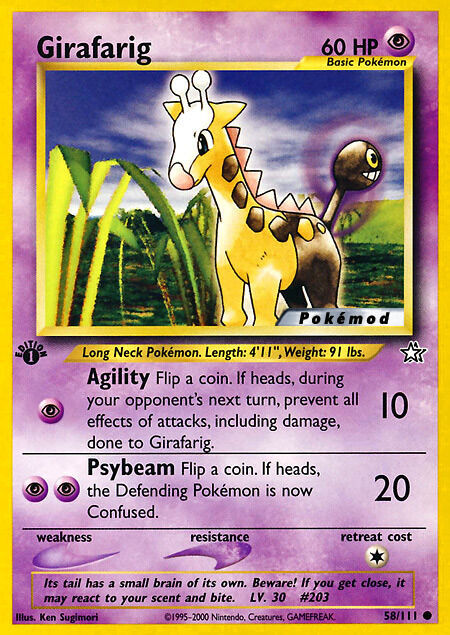 Girafarig
60 HP
Basic Pokémon
Pokémod
EDITION
1
Long Neck Pokémon. Length: 4'11", Weight: 91 lbs.
Agility Flip a coin. If heads, during
your opponent's next turn, prevent all
effects of attacks, including damage,
done to Girafarig.
10
Psybeam Flip a coin. If heads,
the Defending Pokémon is now
Confused.
20
weakness resistance retreat cost
Its tail has a small brain of its own. Beware! If you get close, it
may react to your scent and bite. LV. 30 #203
Illus. Ken Sugimori ©1995-2000 Nintendo, Creatures, GAMEFREAK. 58/111